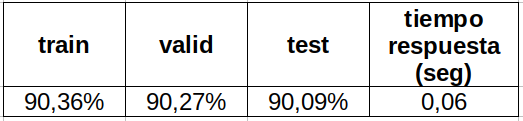 train valid test tiempo
respuesta
(seg)
90,36% 90,27% 90,09% 0,06